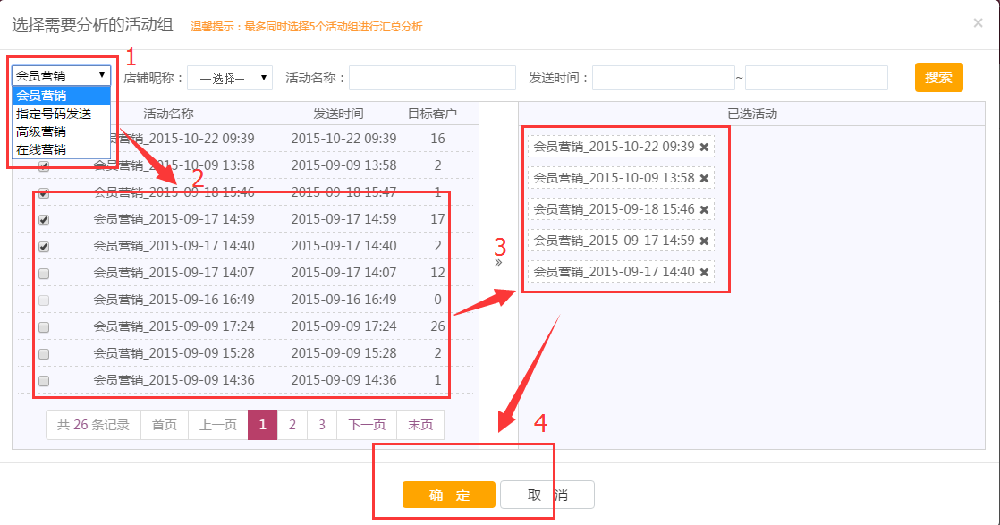 选择需要分析的活动组 温馨提示：最多同时选择5个活动组进行汇总分析 ×
1
会员营销 店铺昵称： —选择— 活动名称： 发送时间： ~ 搜索
会员营销
指定号码发送
高级营销
在线营销
活动名称 发送时间 目标客户 已选活动
员营销_2015-10-22 09:39 2015-10-22 09:39 16
会员营销_2015-10-09 13:58 2015-10-09 13:58 2
2
会员营销_2015-09-18 15:46 2015-09-18 15:47 1
会员营销_2015-09-17 14:59 2015-09-17 14:59 17
会员营销_2015-09-17 14:40 2015-09-17 14:40 2
会员营销_2015-09-17 14:07 2015-09-17 14:07 12
会员营销_2015-09-16 16:49 2015-09-16 16:49 0
会员营销_2015-09-09 17:24 2015-09-09 17:24 26
会员营销_2015-09-09 15:28 2015-09-09 15:28 2
会员营销_2015-09-09 14:36 2015-09-09 14:36 1
共 26 条记录 首页 上一页 1 2 3 下一页 末页
3
»
会员营销_2015-10-22 09:39 ✖
会员营销_2015-10-09 13:58 ✖
会员营销_2015-09-18 15:46 ✖
会员营销_2015-09-17 14:59 ✖
会员营销_2015-09-17 14:40 ✖
4
确 定 取 消